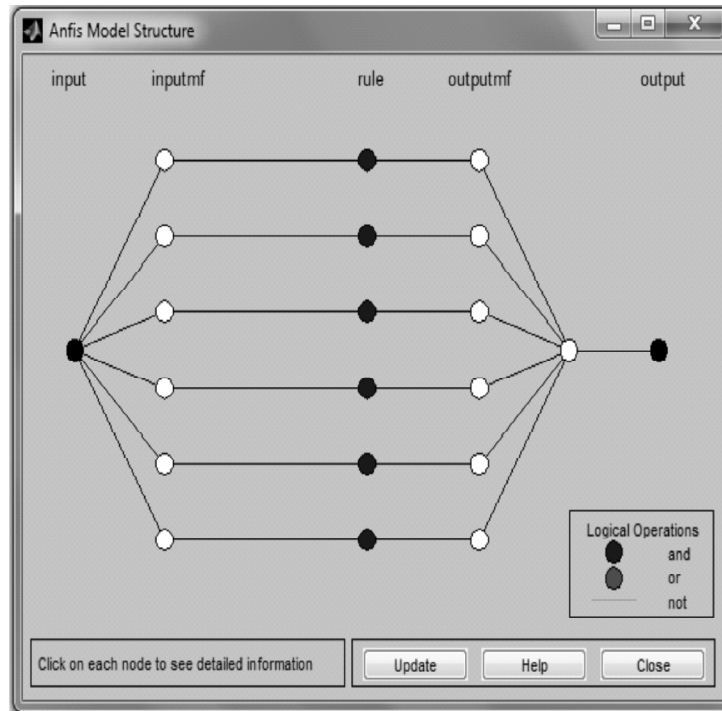 Anfis Model Structure
input inputmf rule outputmf output
Logical Operations
and
or
not
Click on each node to see detailed information
Update Help Close